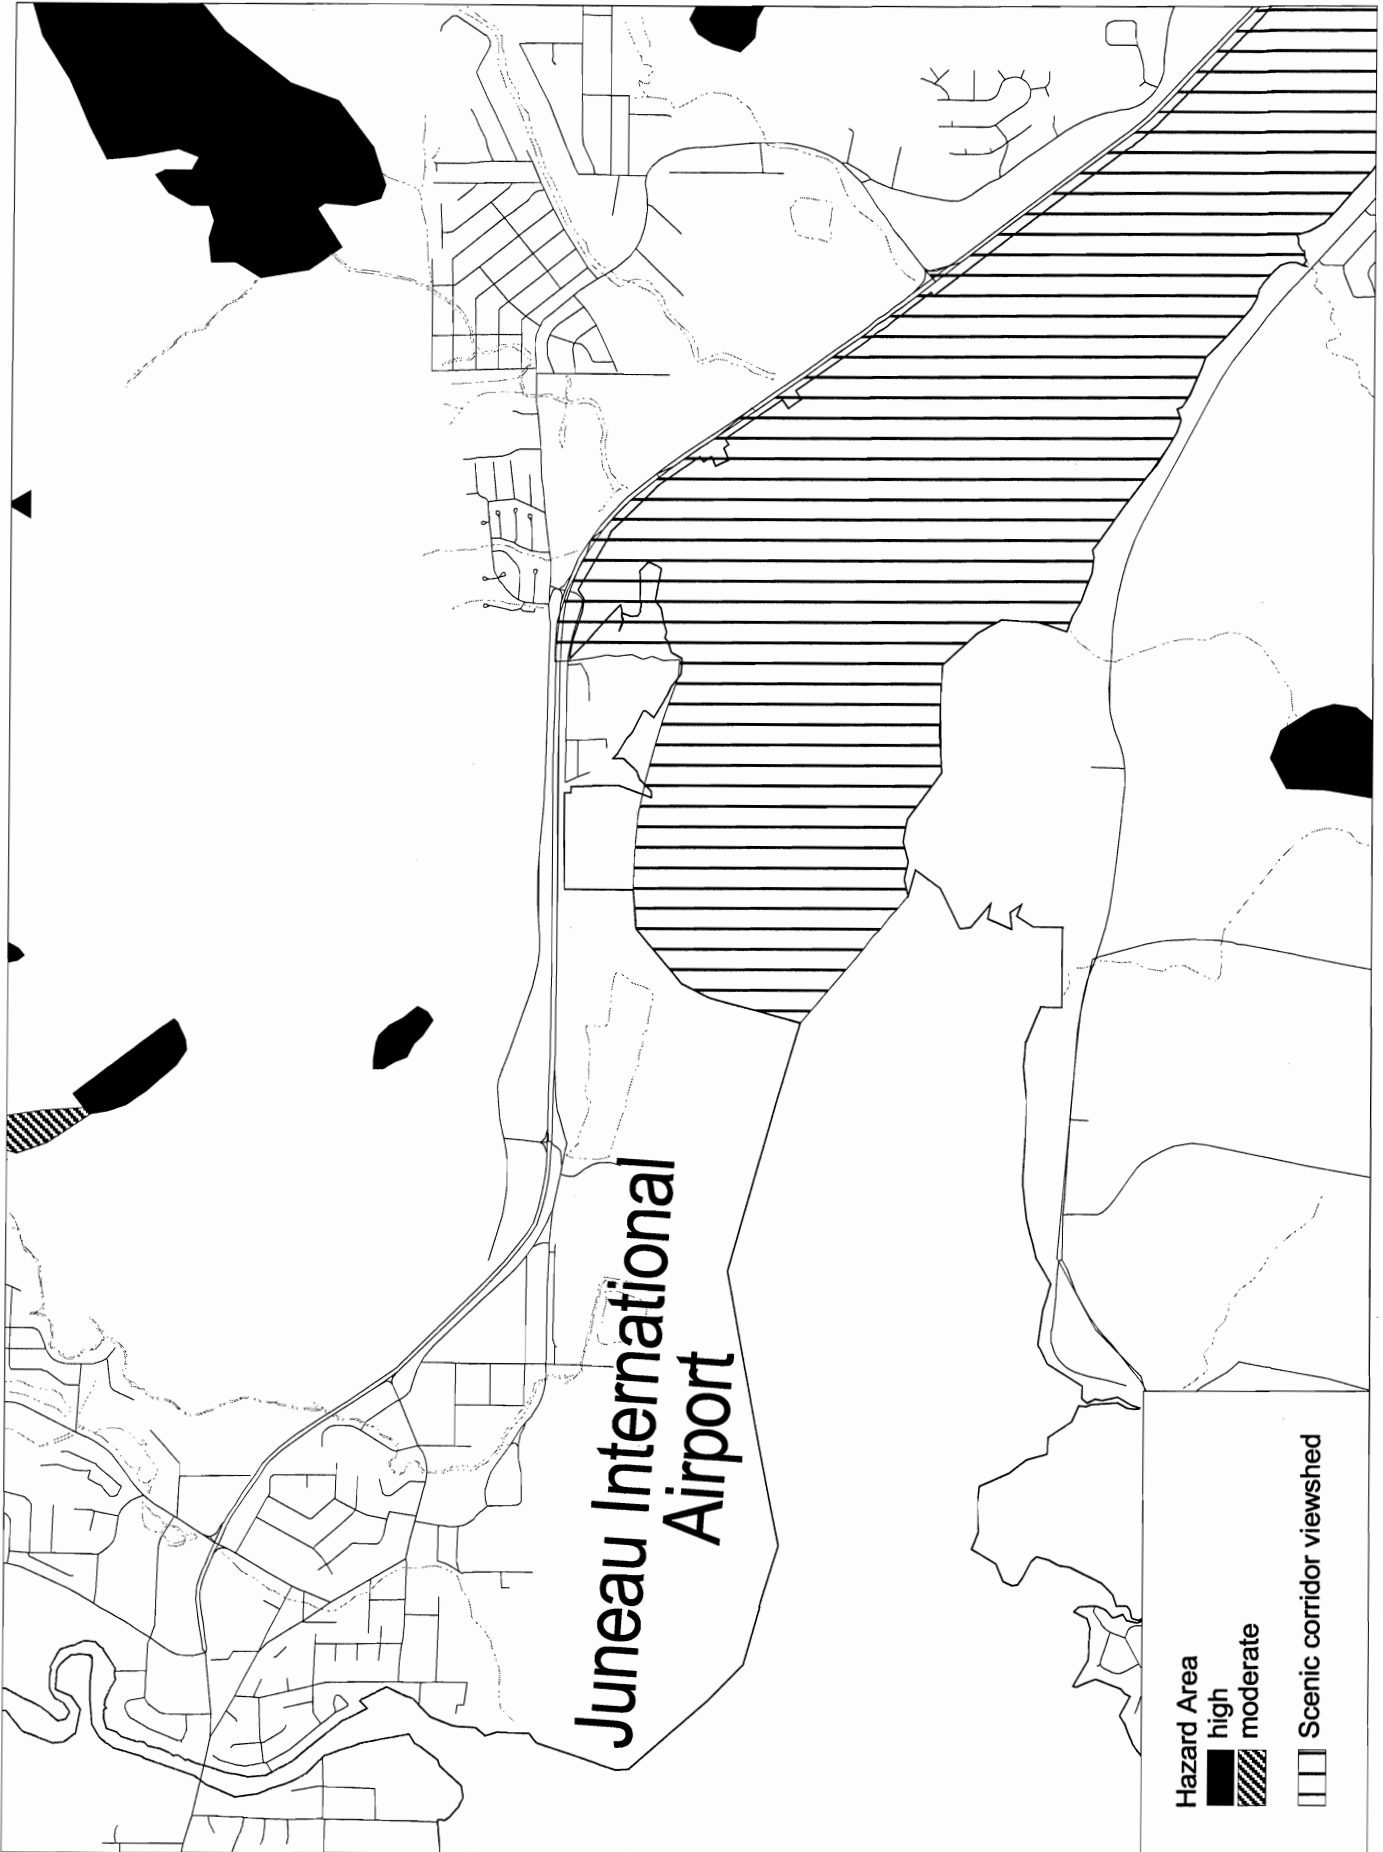 Juneau International
Airport
Hazard Area
high
moderate
Scenic corridor viewshed